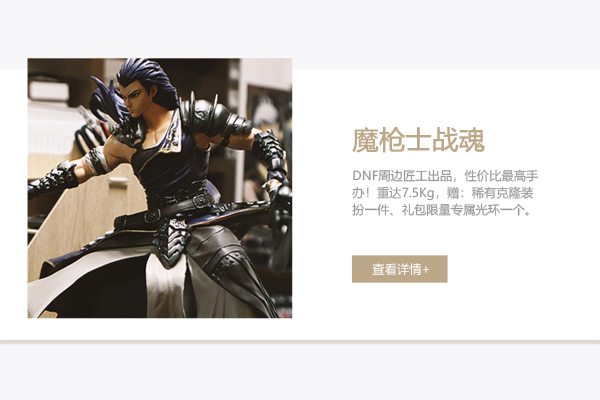 魔枪士战魂
DNF周边匠工出品，性价比最高手
办！重达7.5Kg，赠：稀有克隆装
扮一件、礼包限量专属光环一个。
查看详情+